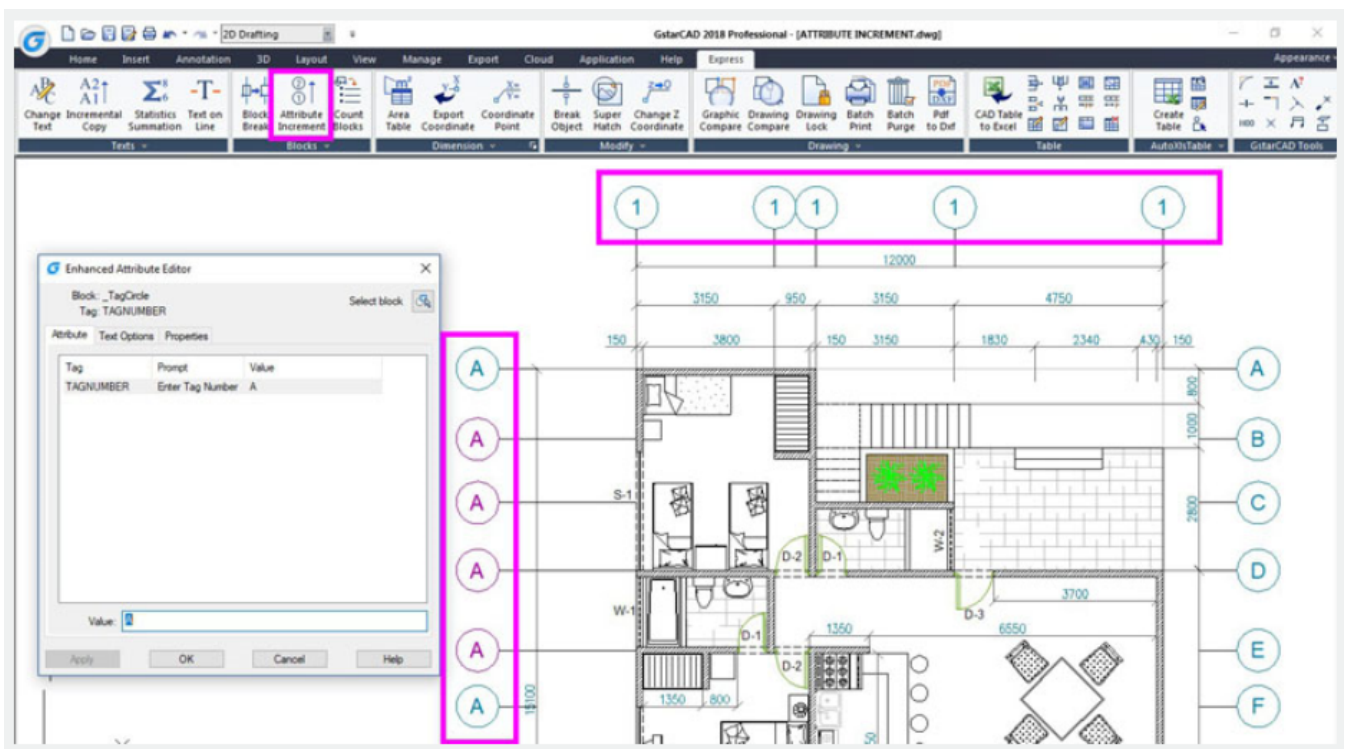 2D Drafting
GstarCAD 2018 Professional - [ATTRIBUTE INCREMENT.dwg]
Home Insert Annotation 3D Layout View Manage Export Cloud Application Help Express Appearance
Change Text
Incremental Copy
Statistics Summation
Text on Line
Block Break
Attribute Increment
Count Blocks
Area Table
Export Coordinate
Coordinate Point
Break Object
Super Hatch
Change Z Coordinate
Graphic Compare
Drawing Compare
Drawing Lock
Batch Print
Batch Purge
Pdf to Dxf
CAD Table to Excel
Create Table
Texts Blocks Dimension Modify Drawing Table AutoXlsTable GstarCAD Tools
1 1 1 1 1
12000
3150 950 3150 4750
150 3800 150 3150 1830 2340 430 150
Enhanced Attribute Editor
Block: _TagCircle
Tag: TAGNUMBER
Select block
Attribute Text Options Properties
Tag Prompt Value
TAGNUMBER Enter Tag Number A
Value: A
Apply OK Cancel Help
A
A
A
A
A
A
A
B
C
D
E
F
800
1000
2800
S-1
W-2
D-2 D-1
W-1
D-1
D-3
3700
1350
6550
D-2
1350 800
15100